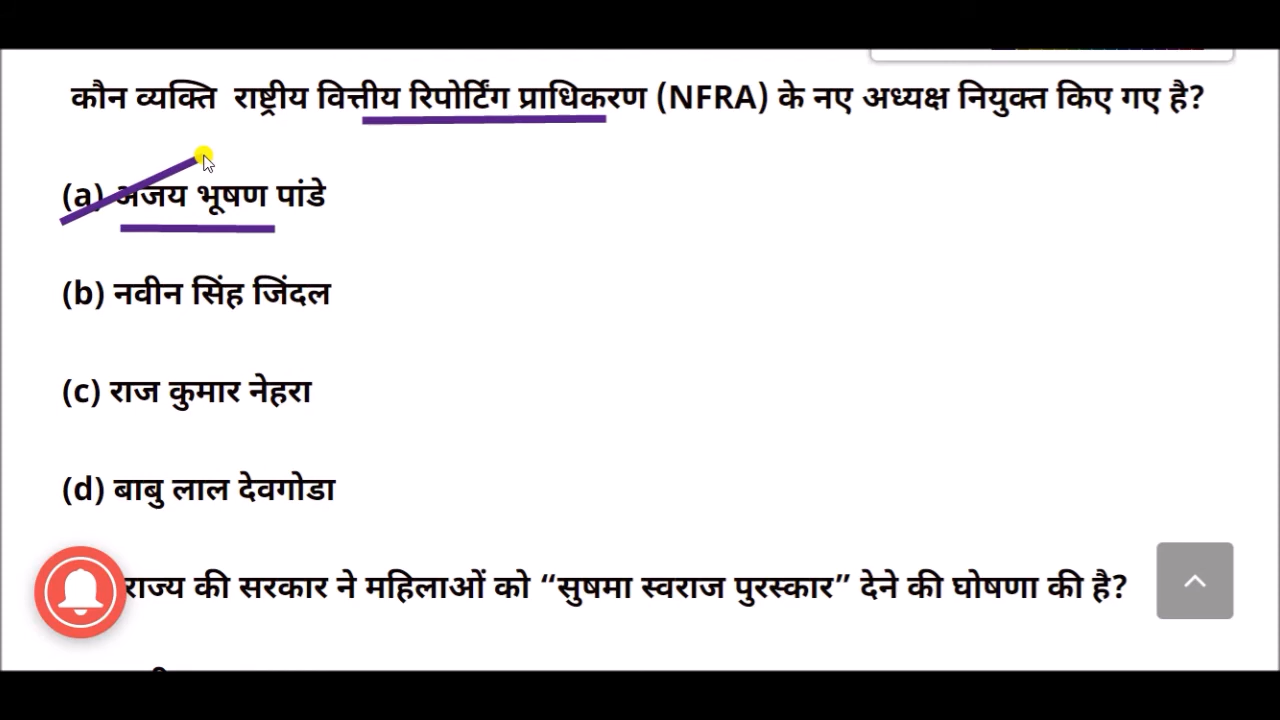 कौन व्यक्ति राष्ट्रीय वित्तीय रिपोर्टिंग प्राधिकरण (NFRA) के नए अध्यक्ष नियुक्त किए गए है?
(a) अजय भूषण पांडे
(b) नवीन सिंह जिंदल
(c) राज कुमार नेहरा
(d) बाबु लाल देवगोडा
राज्य की सरकार ने महिलाओं को “सुषमा स्वराज पुरस्कार” देने की घोषणा की है?